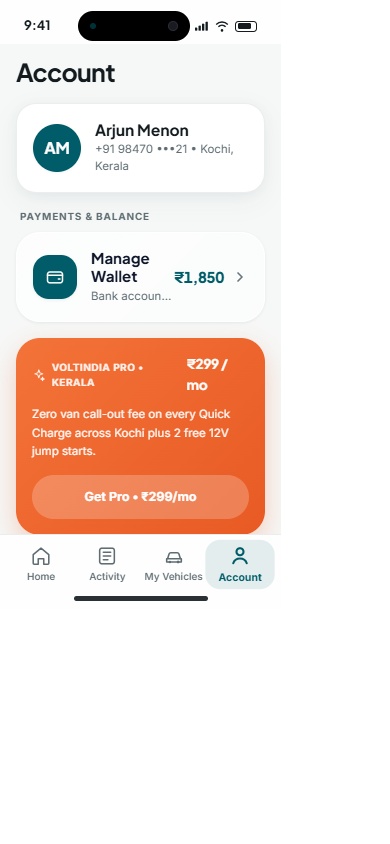 9:41
Account
AM
Arjun Menon
+91 98470 •••21 • Kochi,
Kerala
PAYMENTS & BALANCE
Manage
Wallet
Bank accoun...
₹1,850
VOLTINDIA PRO •
KERALA
₹299 /
mo
Zero van call-out fee on every Quick
Charge across Kochi plus 2 free 12V
jump starts.
Get Pro • ₹299/mo
Home
Activity
My Vehicles
Account